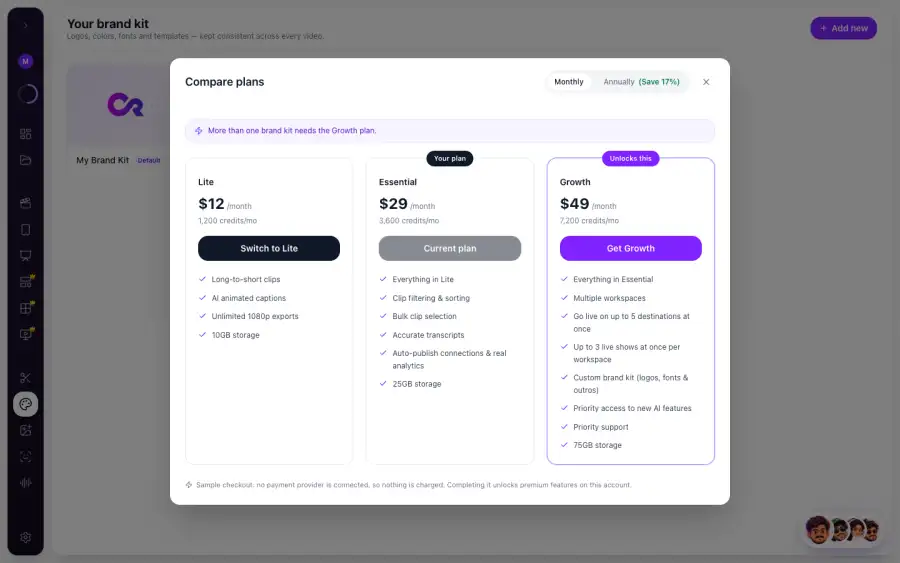 Your brand kit
Logos, colors, fonts and templates — kept consistent across every video.
+ Add new
M
My Brand Kit Default
Compare plans
Monthly
Annually (Save 17%)
More than one brand kit needs the Growth plan.
Lite
$12 /month
1,200 credits/mo
Switch to Lite
Long-to-short clips
AI animated captions
Unlimited 1080p exports
10GB storage
Your plan
Essential
$29 /month
3,600 credits/mo
Current plan
Everything in Lite
Clip filtering & sorting
Bulk clip selection
Accurate transcripts
Auto-publish connections & real
analytics
25GB storage
Unlocks this
Growth
$49 /month
7,200 credits/mo
Get Growth
Everything in Essential
Multiple workspaces
Go live on up to 5 destinations at
once
Up to 3 live shows at once per
workspace
Custom brand kit (logos, fonts &
outros)
Priority access to new AI features
Priority support
75GB storage
Sample checkout: no payment provider is connected, so nothing is charged. Completing it unlocks premium features on this account.